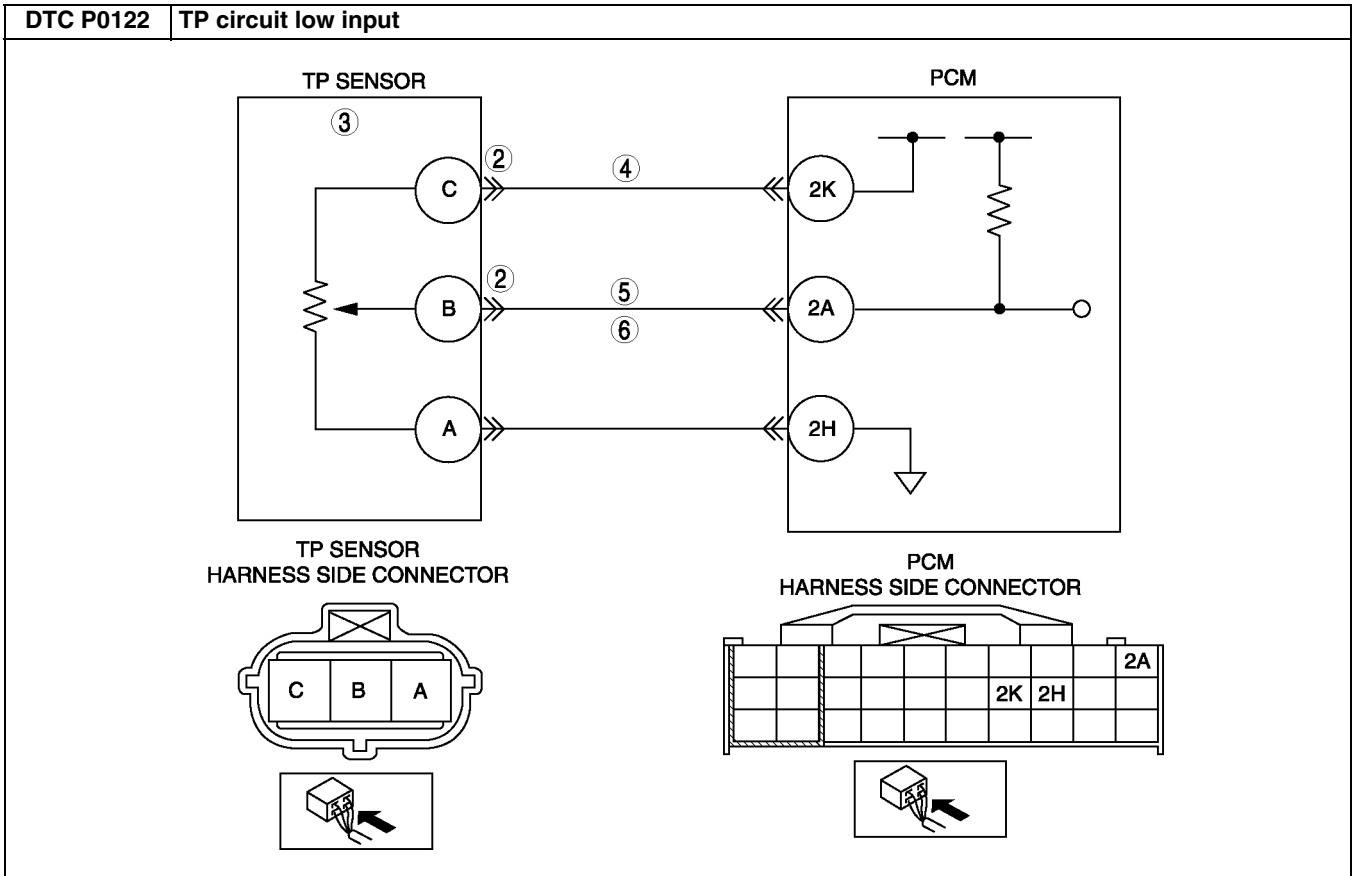 DTC P0122 TP circuit low input
TP SENSOR PCM
③
C ② ④ 2K
B ② ⑤ 2A
⑥
A 2H
TP SENSOR
HARNESS SIDE CONNECTOR
C B A
PCM
HARNESS SIDE CONNECTOR
2A
2K 2H